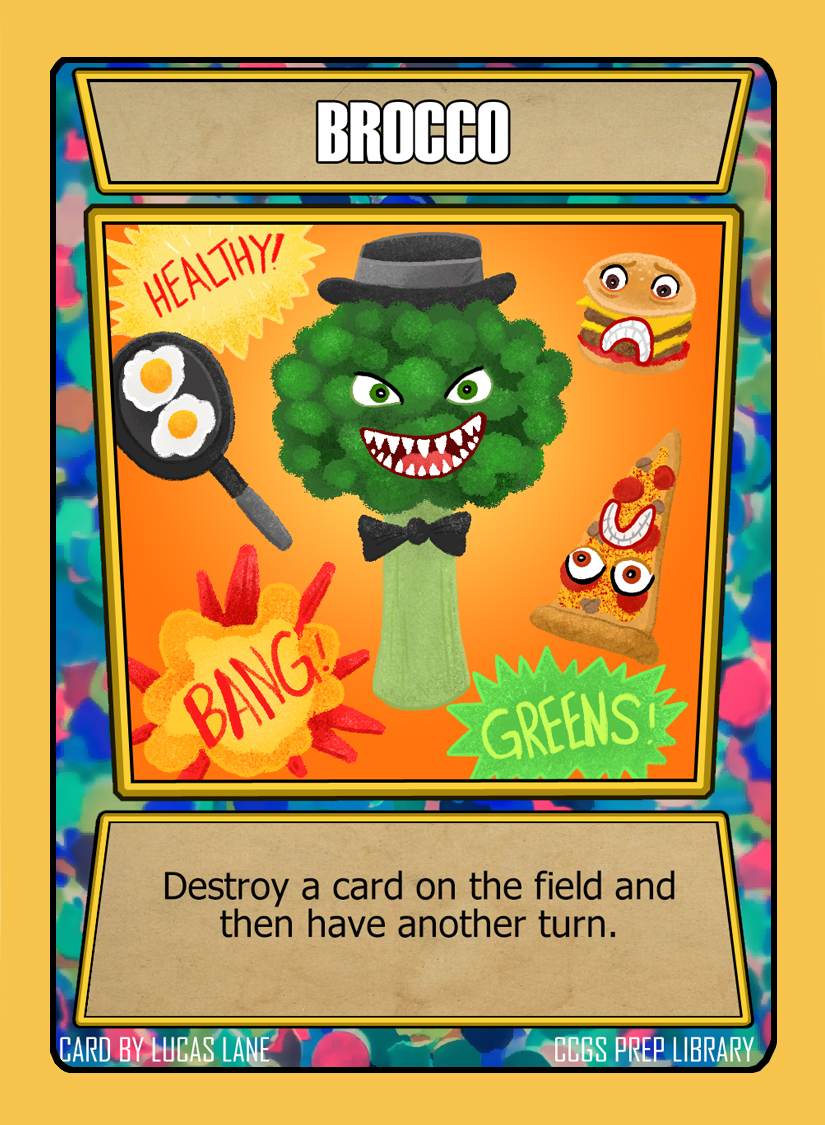 BROCCO
HEALTHY!
BANG!
GREENS!
Destroy a card on the field and
then have another turn.
CARD BY LUCAS LANE
CCGS PREP LIBRARY